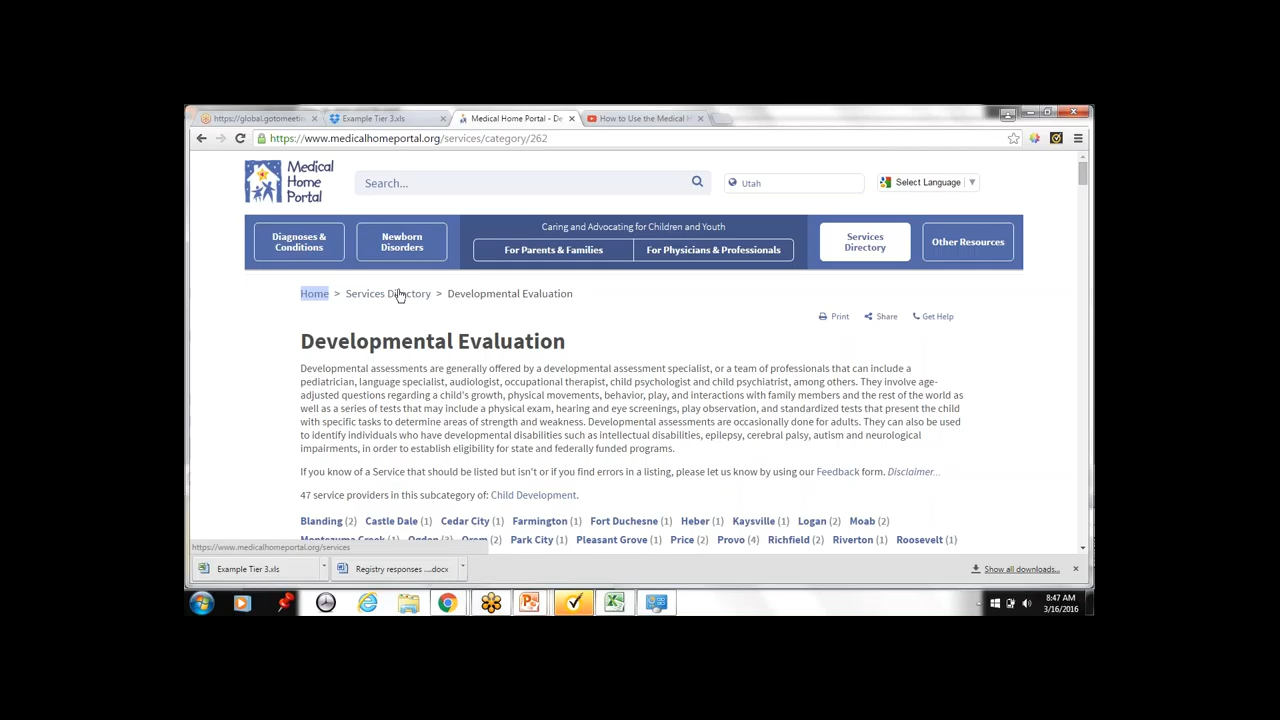 https://global.gotomeetin
Example Tier 3.xls
Medical Home Portal - De
How to Use the Medical H
https://www.medicalhomeportal.org/services/category/262
Medical
Home
Portal
Search...
Utah
Select Language
Diagnoses &
Conditions
Newborn
Disorders
Caring and Advocating for Children and Youth
For Parents & Families
For Physicians & Professionals
Services
Directory
Other Resources
Home > Services Directory > Developmental Evaluation
Print
Share
Get Help
Developmental Evaluation
Developmental assessments are generally offered by a developmental assessment specialist, or a team of professionals that can include a
pediatrician, language specialist, audiologist, occupational therapist, child psychologist and child psychiatrist, among others. They involve age-
adjusted questions regarding a child's growth, physical movements, behavior, play, and interactions with family members and the rest of the world as
well as a series of tests that may include a physical exam, hearing and eye screenings, play observation, and standardized tests that present the child
with specific tasks to determine areas of strength and weakness. Developmental assessments are occasionally done for adults. They can also be used
to identify individuals who have developmental disabilities such as intellectual disabilities, epilepsy, cerebral palsy, autism and neurological
impairments, in order to establish eligibility for state and federally funded programs.
If you know of a Service that should be listed but isn't or if you find errors in a listing, please let us know by using our Feedback form. Disclaimer...
47 service providers in this subcategory of: Child Development.
Blanding (2) Castle Dale (1) Cedar City (1) Farmington (1) Fort Duchesne (1) Heber (1) Kaysville (1) Logan (2) Moab (2)
Montezuma Creek (1) Ogden (3) Orem (2) Park City (1) Pleasant Grove (1) Price (2) Provo (4) Richfield (2) Riverton (1) Roosevelt (1)
https://www.medicalhomeportal.org/services
Example Tier 3.xls
Registry responses ....docx
Show all downloads...
8:47 AM
3/16/2016